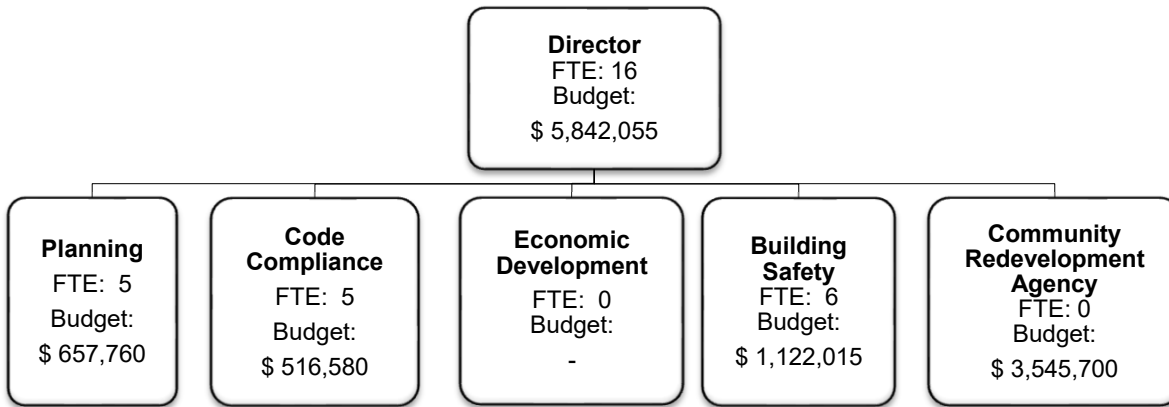 Director
FTE: 16
Budget:
$ 5,842,055
Planning
FTE: 5
Budget:
$ 657,760
Code
Compliance
FTE: 5
Budget:
$ 516,580
Economic
Development
FTE: 0
Budget:
-
Building
Safety
FTE: 6
Budget:
$ 1,122,015
Community
Redevelopment
Agency
FTE: 0
Budget:
$ 3,545,700